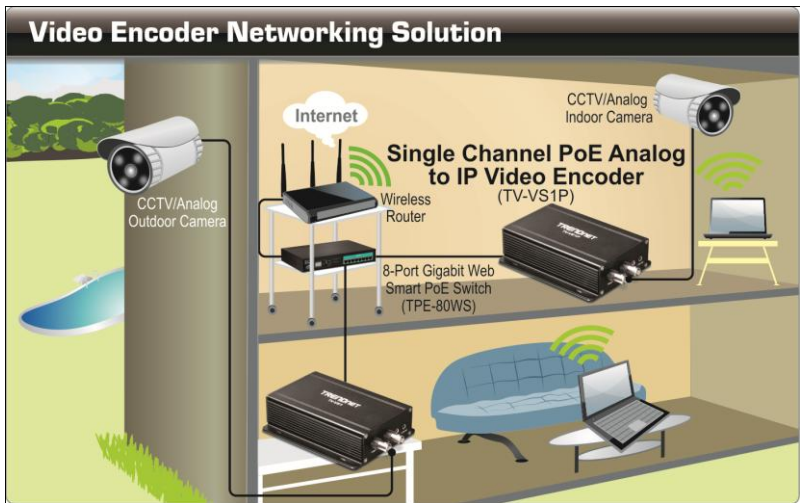 Video Encoder Networking Solution
Internet
CCTV/Analog
Indoor Camera
Single Channel PoE Analog
to IP Video Encoder
(TV-VS1P)
CCTV/Analog
Outdoor Camera
Wireless
Router
8-Port Gigabit Web
Smart PoE Switch
(TPE-80WS)
TRENDNET
TRENDNET